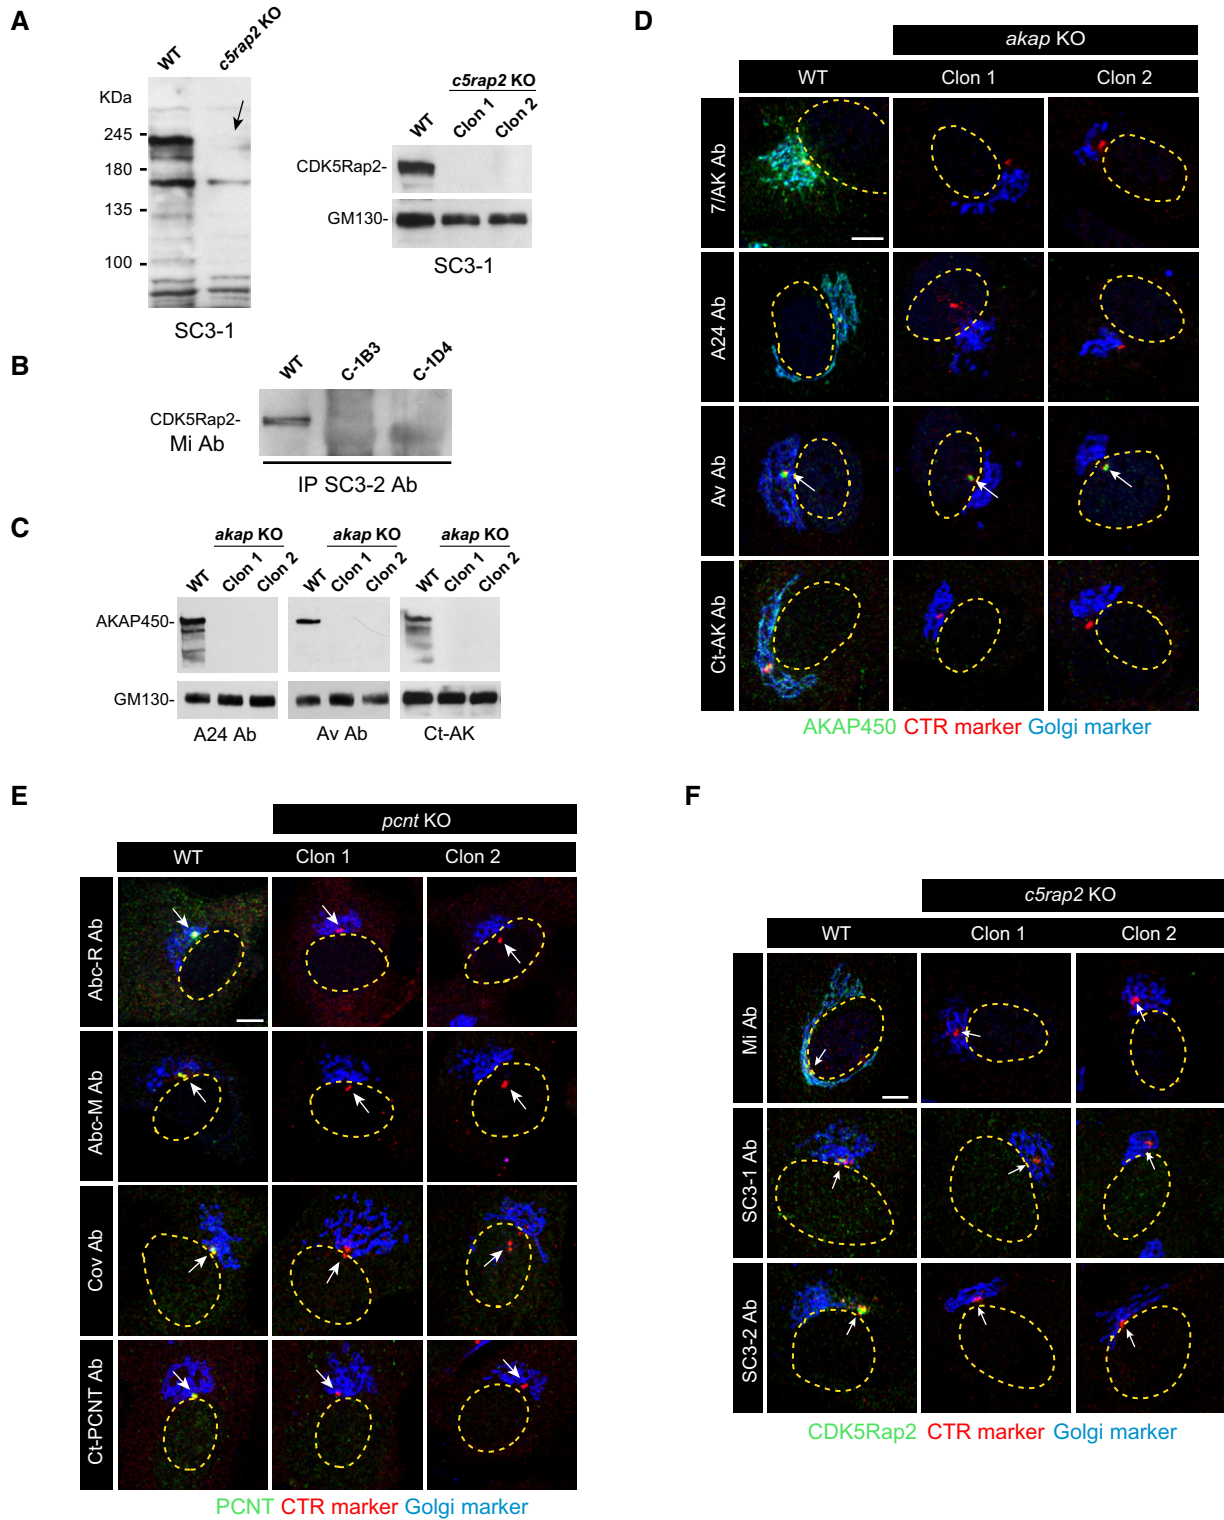 A
WT
c5rap2 KO
KDa
245
180
135
100
SC3-1
c5rap2 KO
WT
Clon 1
Clon 2
CDK5Rap2-
GM130-
SC3-1
B
WT
C-1B3
C-1D4
CDK5Rap2-
Mi Ab
IP SC3-2 Ab
C
akap KO
akap KO
akap KO
WT
Clon 1
Clon 2
WT
Clon 1
Clon 2
WT
Clon 1
Clon 2
AKAP450-
GM130-
A24 Ab
Av Ab
Ct-AK
D
akap KO
WT
Clon 1
Clon 2
7/AK Ab
A24 Ab
Av Ab
Ct-AK Ab
AKAP450 CTR marker Golgi marker
E
pcnt KO
WT
Clon 1
Clon 2
Abc-R Ab
Abc-M Ab
Cov Ab
Ct-PCNT Ab
PCNT CTR marker Golgi marker
F
c5rap2 KO
WT
Clon 1
Clon 2
Mi Ab
SC3-1 Ab
SC3-2 Ab
CDK5Rap2 CTR marker Golgi marker